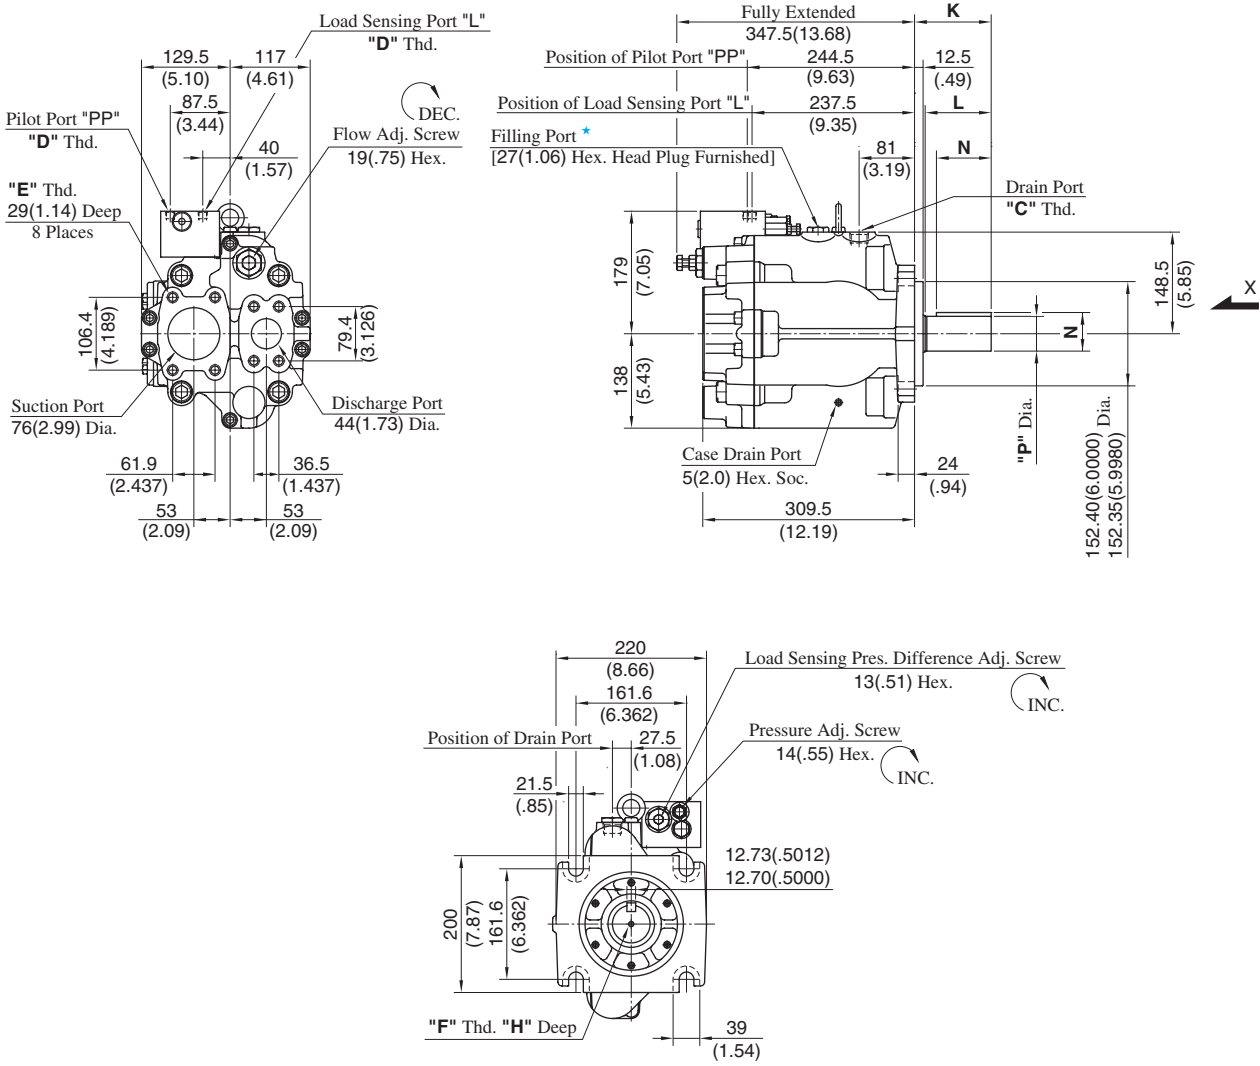 Load Sensing Port "L"
"D" Thd.
129.5
(5.10)
117
(4.61)
87.5
(3.44)
DEC.
Pilot Port "PP"
"D" Thd.
Flow Adj. Screw
19(.75) Hex.
40
(1.57)
"E" Thd.
29(1.14) Deep
8 Places
106.4
(4.189)
79.4
(3.126)
Suction Port
76(2.99) Dia.
Discharge Port
44(1.73) Dia.
61.9
(2.437)
36.5
(1.437)
53
(2.09)
53
(2.09)
Fully Extended
347.5(13.68)
K
Position of Pilot Port "PP"
244.5
(9.63)
12.5
(.49)
Position of Load Sensing Port "L"
237.5
(9.35)
L
Filling Port ★
[27(1.06) Hex. Head Plug Furnished]
81
(3.19)
N
Drain Port
"C" Thd.
179
(7.05)
138
(5.43)
148.5
(5.85)
X
N
"P" Dia.
152.40(6.0000)
152.35(5.9980) Dia.
Case Drain Port
5(2.0) Hex. Soc.
24
(.94)
309.5
(12.19)
220
(8.66)
Load Sensing Pres. Difference Adj. Screw
13(.51) Hex.
INC.
161.6
(6.362)
Position of Drain Port
27.5
(1.08)
Pressure Adj. Screw
14(.55) Hex.
INC.
21.5
(.85)
12.73(.5012)
12.70(.5000)
200
(7.87)
161.6
(6.362)
"F" Thd. "H" Deep
39
(1.54)